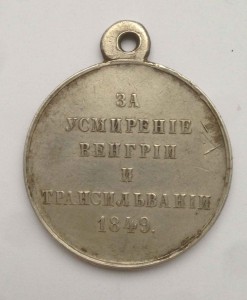 ЗА
УСМИРЕНІЕ
ВЕНГРІИ
И
ТРАНСИЛЬВАНІИ
1849.